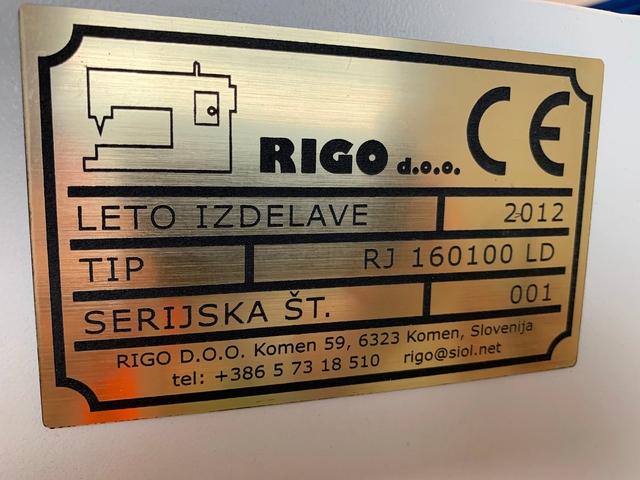 RIGO d.o.o. CE
LETO IZDELAVE 2012
TIP RJ 160100 LD
SERIJSKA ŠT. 001
RIGO D.O.O. Komen 59, 6323 Komen, Slovenija
tel: +386 5 73 18 510 rigo@siol.net